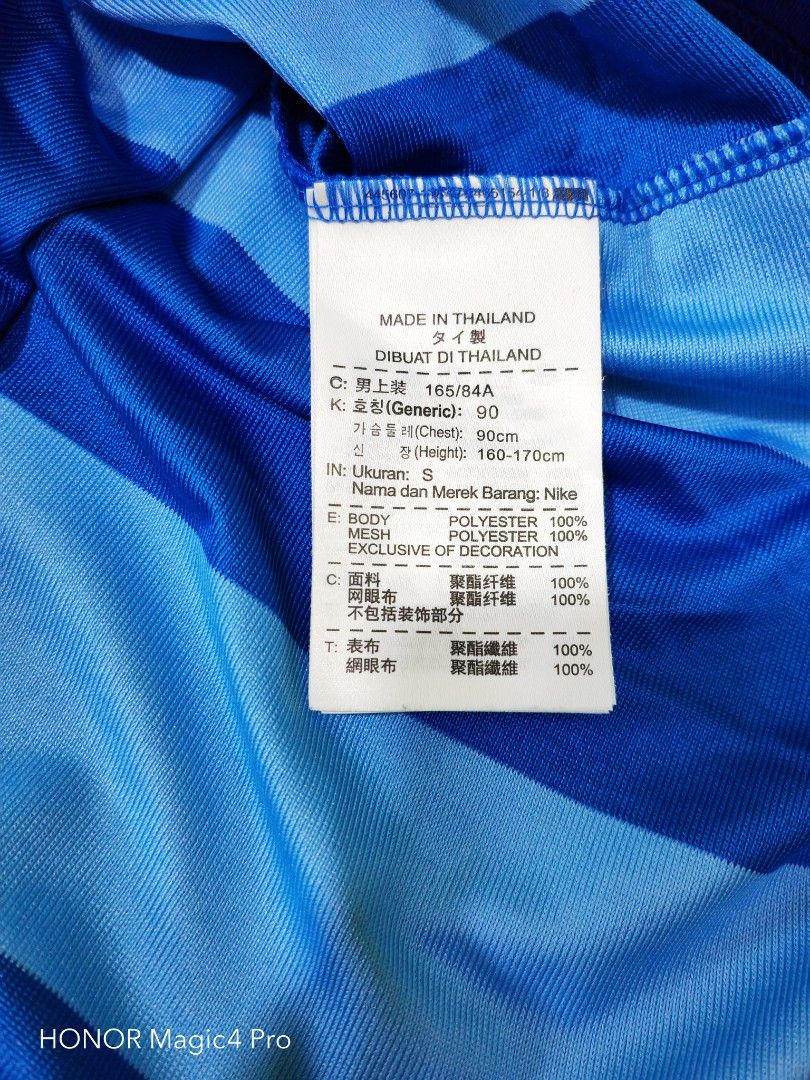 MADE IN THAILAND
タイ製
DIBUAT DI THAILAND
C: 男上装 165/84A
K: 호칭(Generic): 90
가슴둘레(Chest): 90cm
신 장(Height): 160-170cm
IN: Ukuran: S
Nama dan Merek Barang: Nike
E: BODY POLYESTER 100%
MESH POLYESTER 100%
EXCLUSIVE OF DECORATION
C: 面料 聚酯纤维 100%
网眼布 聚酯纤维 100%
不包括装饰部分
T: 表布 聚酯纖維 100%
網眼布 聚酯纖維 100%
HONOR Magic4 Pro